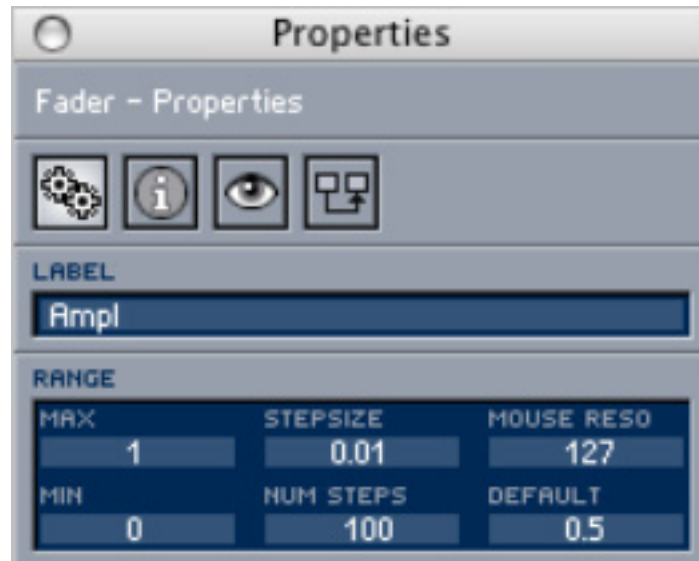 Properties
Fader - Properties
LABEL
Ampl
RANGE
MAX STEPSIZE MOUSE RESO
1 0.01 127
MIN NUM STEPS DEFAULT
0 100 0.5